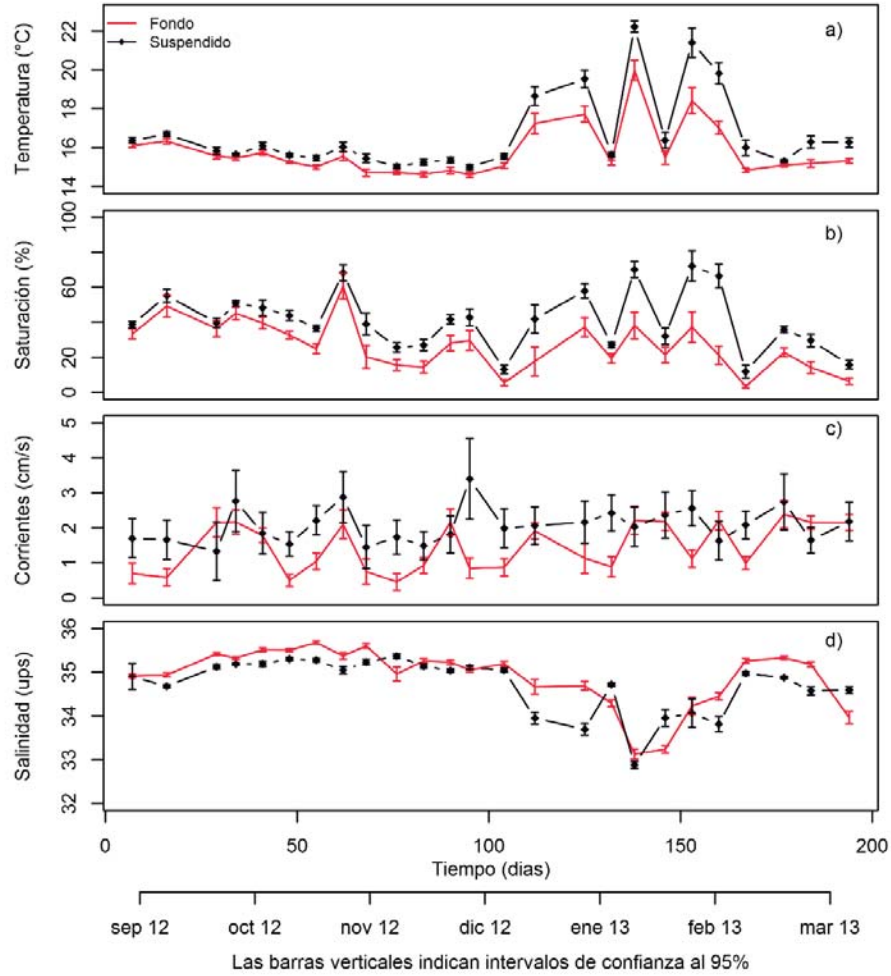 Fondo
Suspendido
a)
Temperatura (°C)
22
20
18
16
14
b)
Saturación (%)
100
60
20
0
c)
Corrientes (cm/s)
5
4
3
2
1
0
d)
Salinidad (ups)
36
35
34
33
32
0 50 100 150 200
Tiempo (dias)
sep 12 oct 12 nov 12 dic 12 ene 13 feb 13 mar 13
Las barras verticales indican intervalos de confianza al 95%